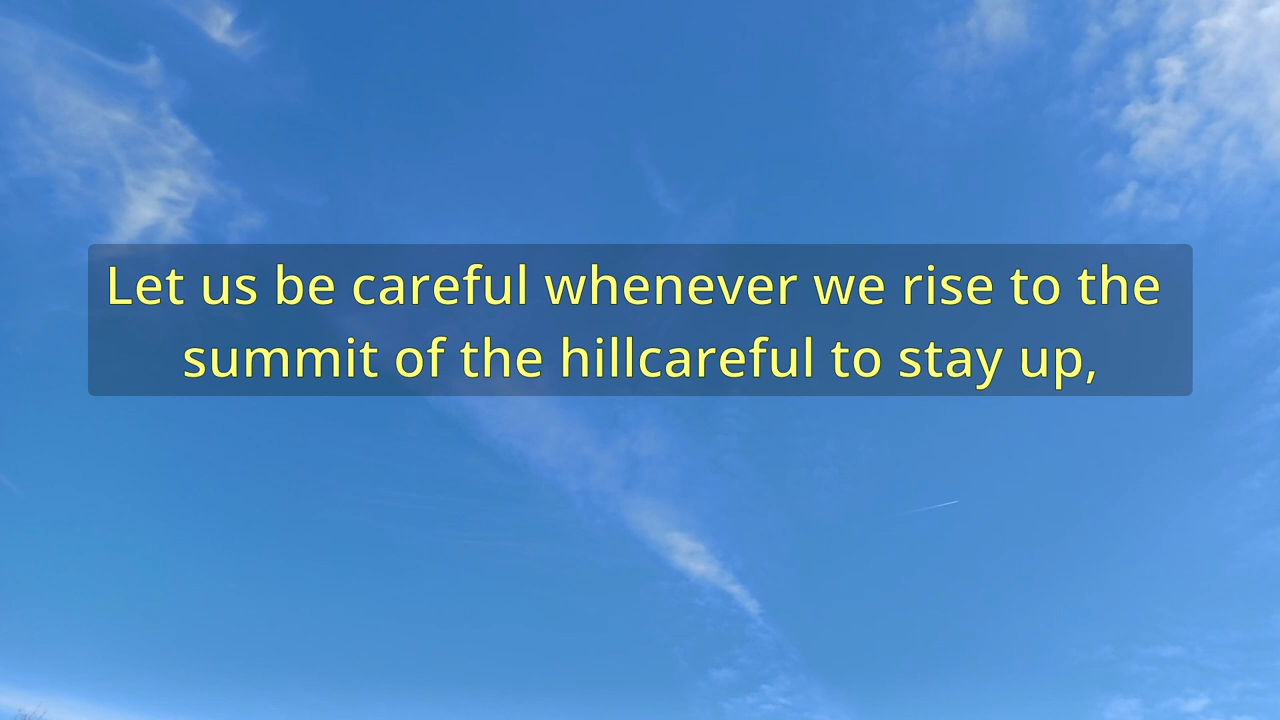 Let us be careful whenever we rise to the
summit of the hillcareful to stay up,